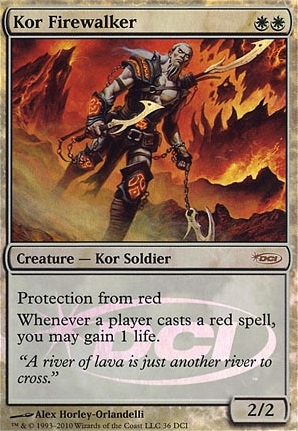 Kor Firewalker
Creature — Kor Soldier
DCI
Protection from red
Whenever a player casts a red spell,
you may gain 1 life.
DCI
“A river of lava is just another river to
cross.”
2/2
Alex Horley-Orlandelli
™ & © 1993–2010 Wizards of the Coast LLC 36 DCI